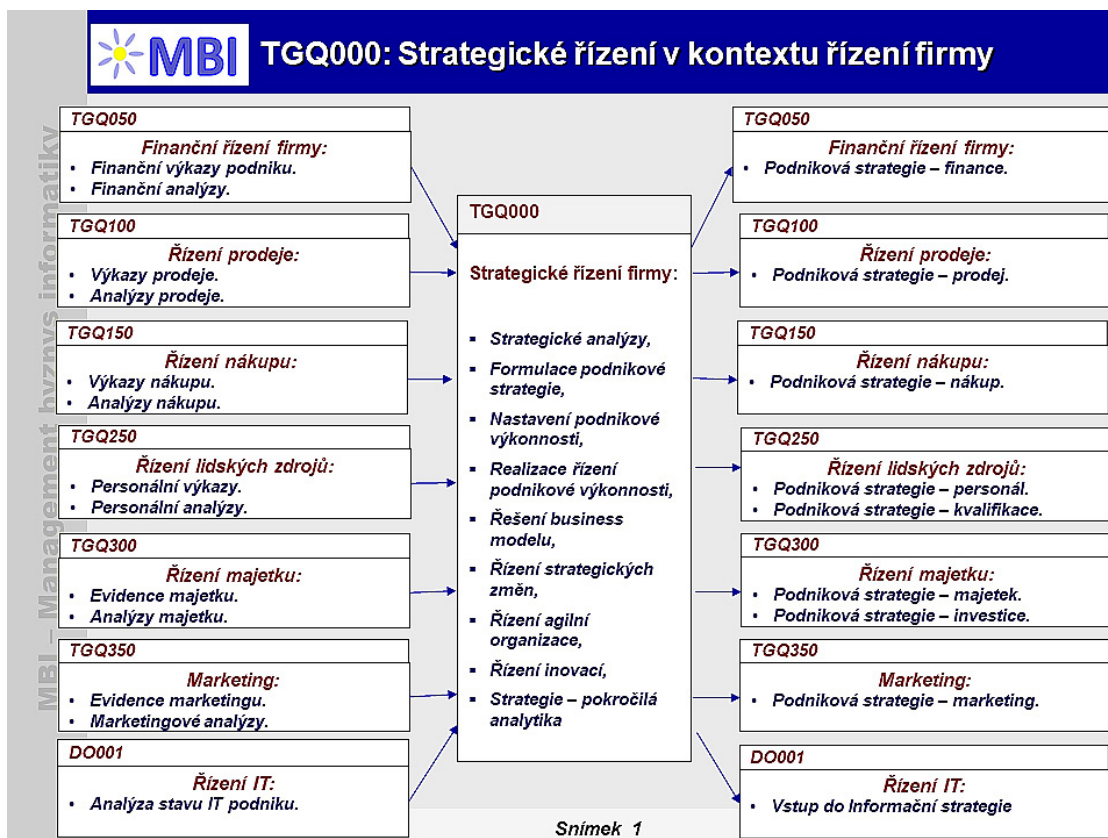 MBI
TGQ000: Strategické řízení v kontextu řízení firmy
MBI – Management byznys informatiky
TGQ050
Finanční řízení firmy:
• Finanční výkazy podniku.
• Finanční analýzy.
TGQ100
Řízení prodeje:
• Výkazy prodeje.
• Analýzy prodeje.
TGQ150
Řízení nákupu:
• Výkazy nákupu.
• Analýzy nákupu.
TGQ250
Řízení lidských zdrojů:
• Personální výkazy.
• Personální analýzy.
TGQ300
Řízení majetku:
• Evidence majetku.
• Analýzy majetku.
TGQ350
Marketing:
• Evidence marketingu.
• Marketingové analýzy.
DO001
Řízení IT:
• Analýza stavu IT podniku.
TGQ000
Strategické řízení firmy:
▪ Strategické analýzy,
▪ Formulace podnikové
strategie,
▪ Nastavení podnikové
výkonnosti,
▪ Realizace řízení
podnikové výkonnosti,
▪ Řešení business
modelu,
▪ Řízení strategických
změn,
▪ Řízení agilní
organizace,
▪ Řízení inovací,
▪ Strategie – pokročilá
analytika
TGQ050
Finanční řízení firmy:
• Podniková strategie – finance.
TGQ100
Řízení prodeje:
• Podniková strategie – prodej.
TGQ150
Řízení nákupu:
• Podniková strategie – nákup.
TGQ250
Řízení lidských zdrojů:
• Podniková strategie – personál.
• Podniková strategie – kvalifikace.
TGQ300
Řízení majetku:
• Podniková strategie – majetek.
• Podniková strategie – investice.
TGQ350
Marketing:
• Podniková strategie – marketing.
DO001
Řízení IT:
• Vstup do Informační strategie
Snímek 1